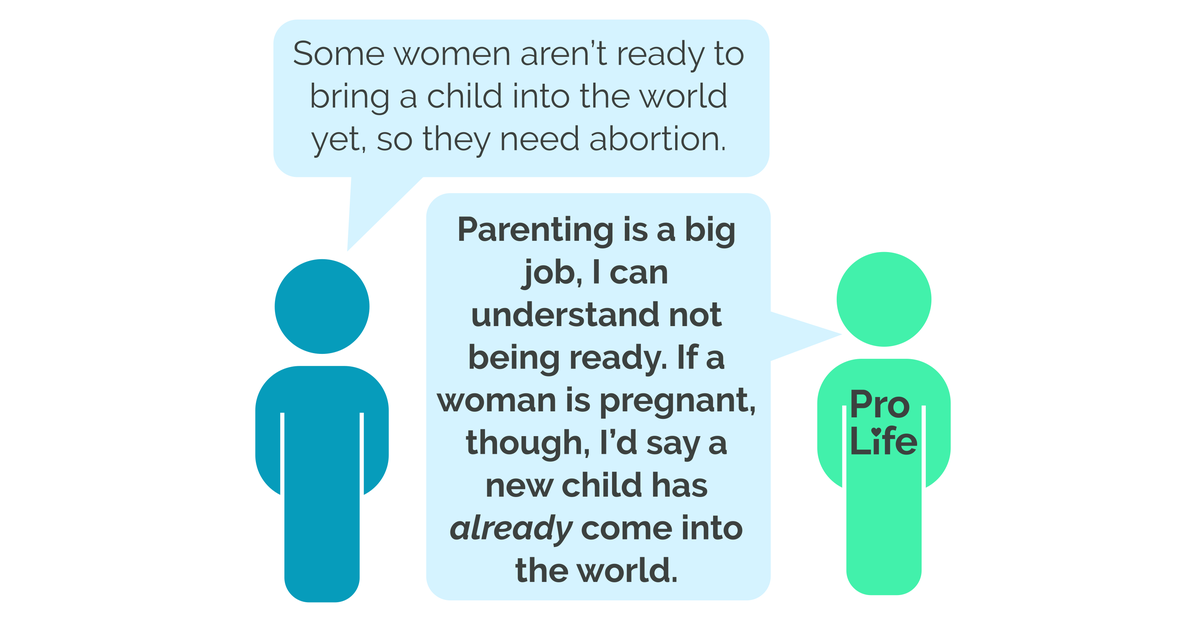 Some women aren’t ready to
bring a child into the world
yet, so they need abortion.
Parenting is a big
job, I can
understand not
being ready. If a
woman is pregnant,
though, I’d say a
new child has
already come into
the world.
Pro
Life